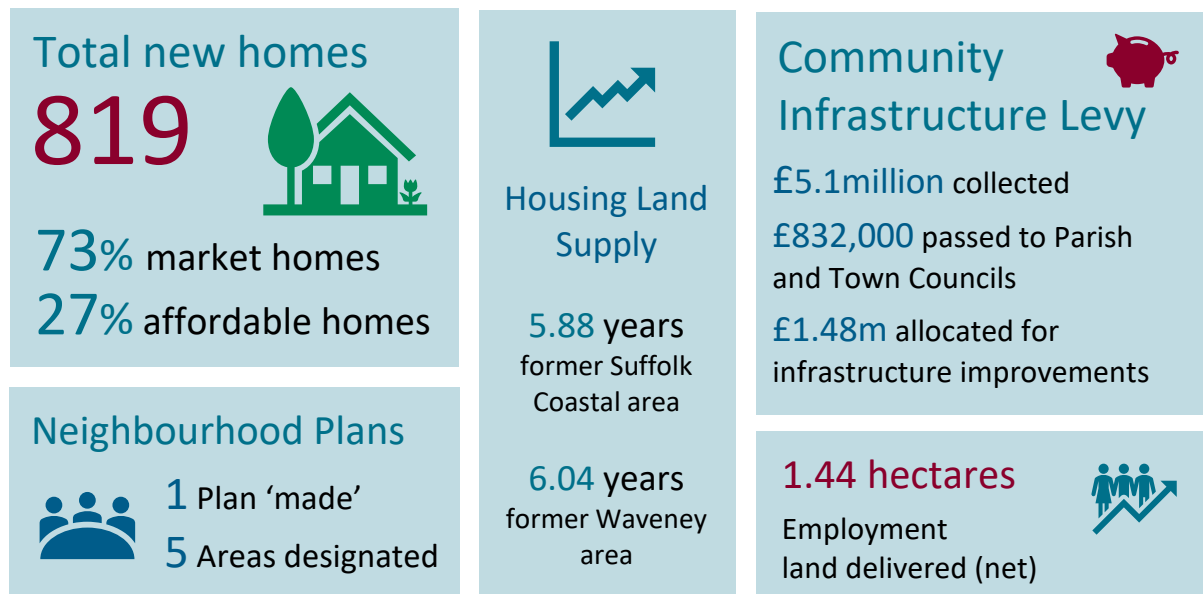 Total new homes
819
73% market homes
27% affordable homes
Neighbourhood Plans
1 Plan ‘made’
5 Areas designated
Housing Land
Supply
5.88 years
former Suffolk
Coastal area
6.04 years
former Waveney
area
Community
Infrastructure Levy
£5.1million collected
£832,000 passed to Parish
and Town Councils
£1.48m allocated for
infrastructure improvements
1.44 hectares
Employment
land delivered (net)